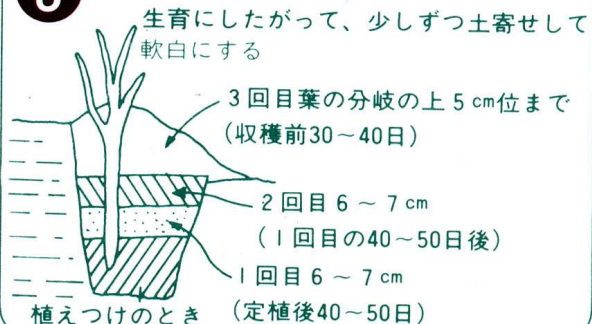 生育にしたがって、少しずつ土寄せして
軟白にする
3回目葉の分岐の上5cm位まで
(収穫前30〜40日)
2回目6〜7cm
(1回目の40〜50日後)
1回目6〜7cm
(定植後40〜50日)
植えつけのとき